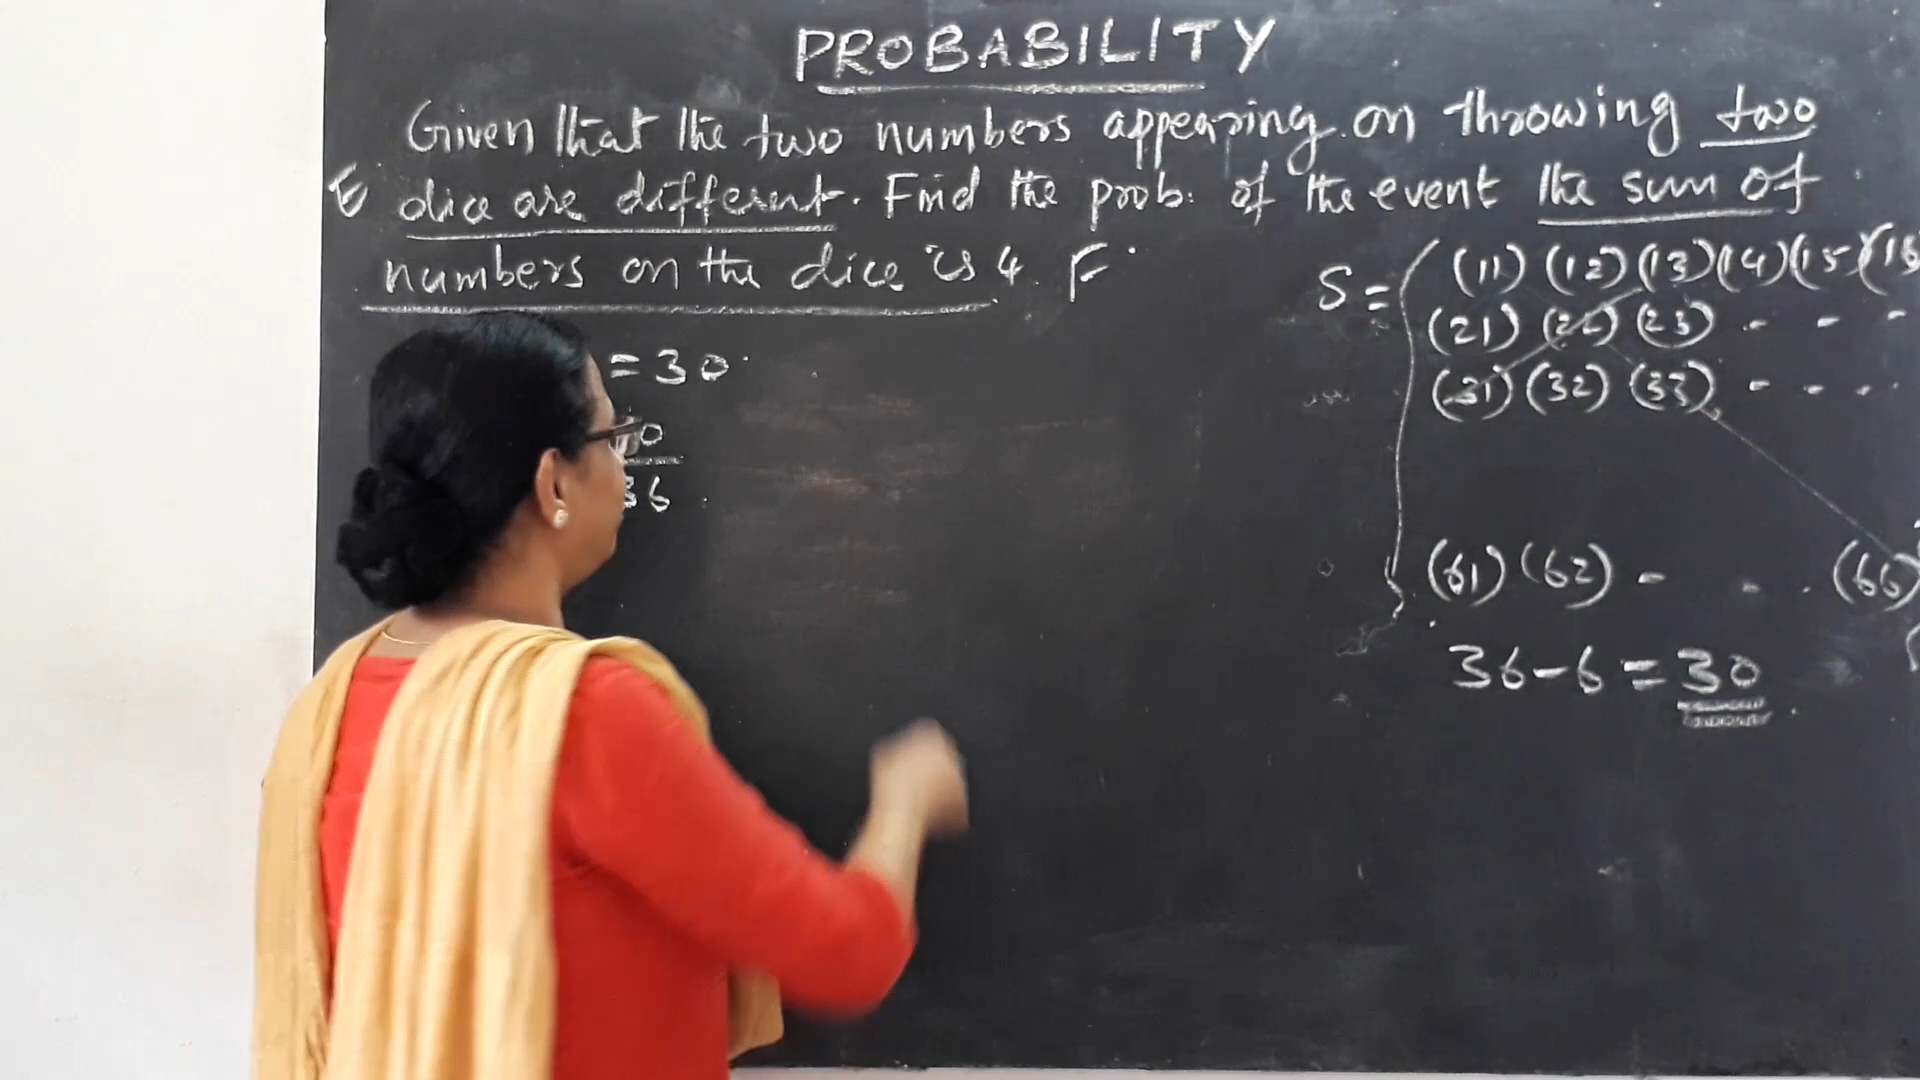 PROBABILITY
Given that the two numbers appearing on throwing two
E dice are different. Find the prob. of the event the sum of
numbers on the dice is 4 F
= 30
36
S = (11) (12) (13) (14) (15) (16
(21) (22) (23) - - -
(31) (32) (33) - - - -
(61) (62) - - . (66)
36 - 6 = 30